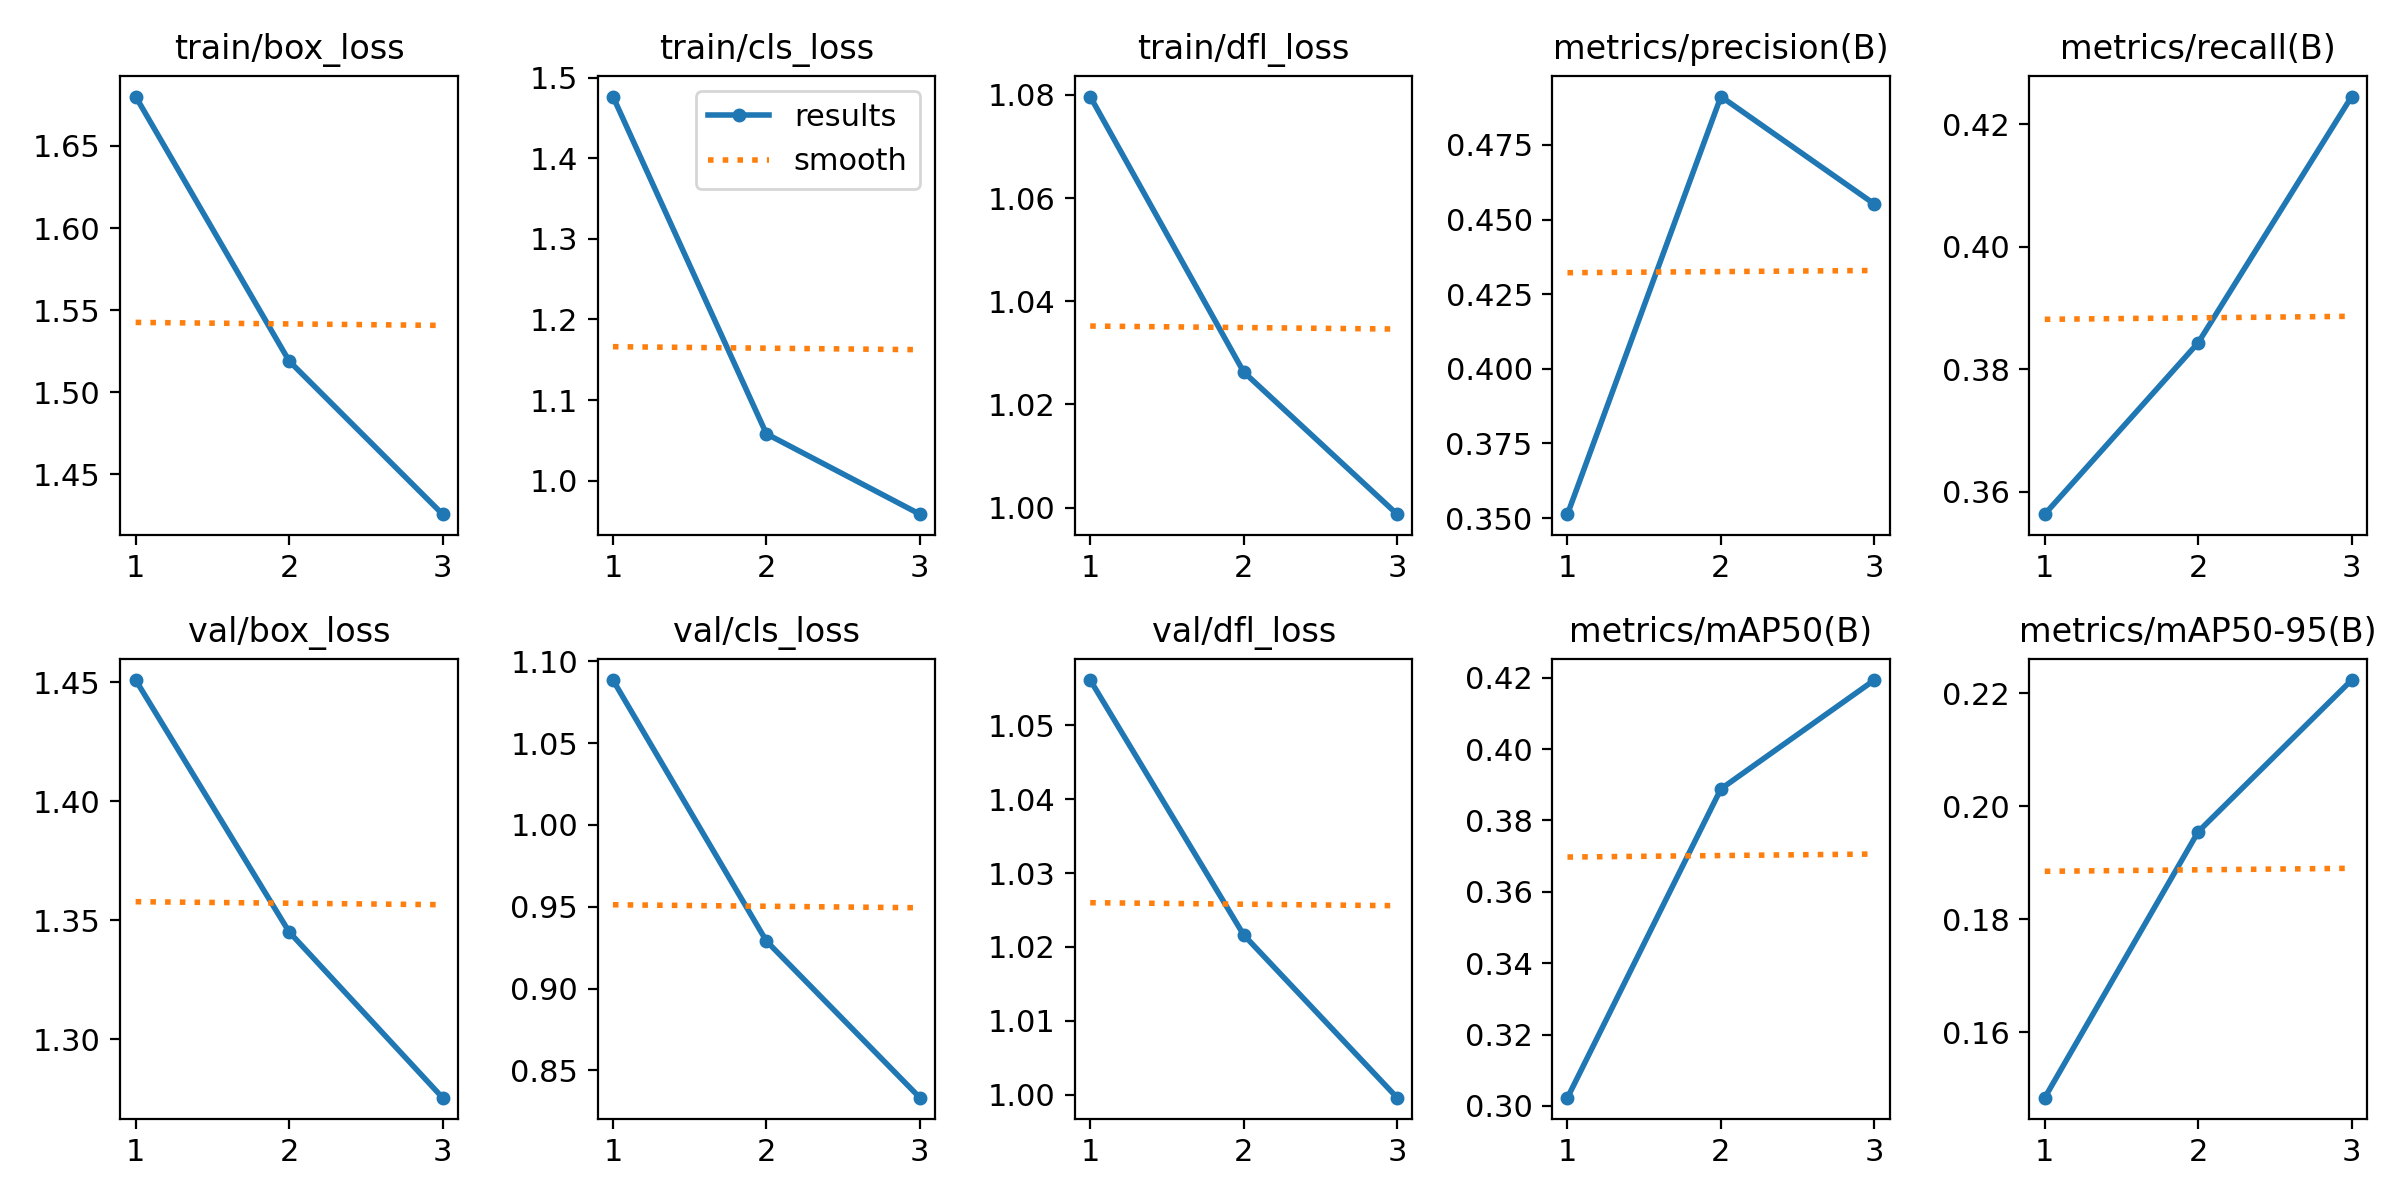 train/box_loss
1.65
1.60
1.55
1.50
1.45
1 2 3
train/cls_loss
results
smooth
1.5
1.4
1.3
1.2
1.1
1.0
1 2 3
train/dfl_loss
1.08
1.06
1.04
1.02
1.00
1 2 3
metrics/precision(B)
0.475
0.450
0.425
0.400
0.375
0.350
1 2 3
metrics/recall(B)
0.42
0.40
0.38
0.36
1 2 3
val/box_loss
1.45
1.40
1.35
1.30
1 2 3
val/cls_loss
1.10
1.05
1.00
0.95
0.90
0.85
1 2 3
val/dfl_loss
1.05
1.04
1.03
1.02
1.01
1.00
1 2 3
metrics/mAP50(B)
0.42
0.40
0.38
0.36
0.34
0.32
0.30
1 2 3
metrics/mAP50-95(B)
0.22
0.20
0.18
0.16
1 2 3